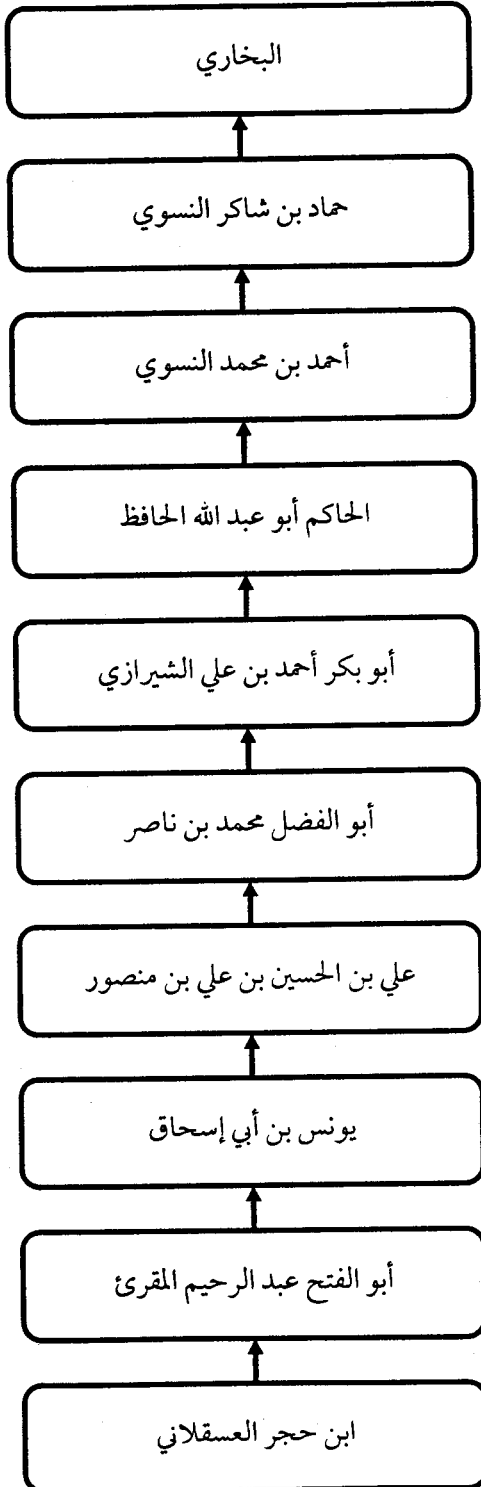 البخاري
حماد بن شاكر النسوي
أحمد بن محمد النسوي
الحاكم أبو عبد الله الحافظ
أبو بكر أحمد بن علي الشيرازي
أبو الفضل محمد بن ناصر
علي بن الحسين بن علي بن منصور
يونس بن أبي إسحاق
أبو الفتح عبد الرحيم المقرئ
ابن حجر العسقلاني